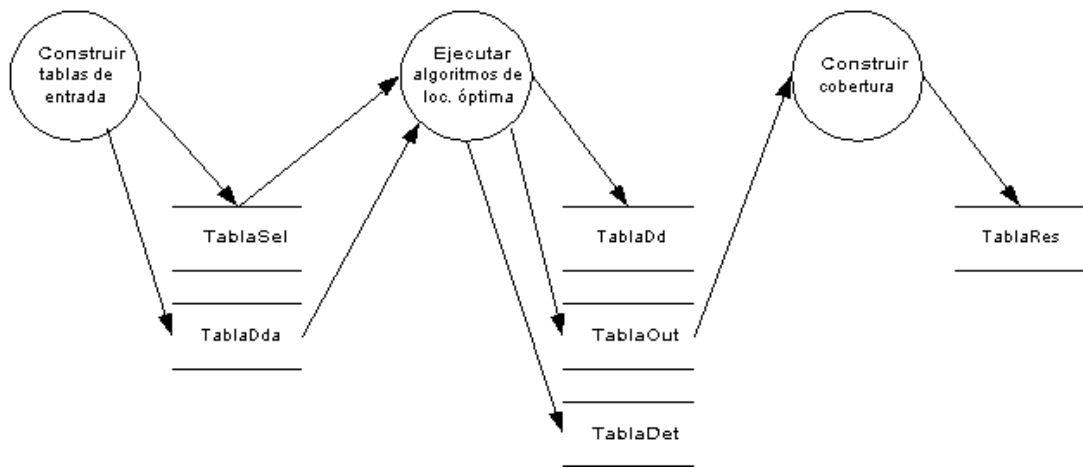 Construir
tablas de
entrada
Ejecutar
algoritmos de
loc. óptima
Construir
cobertura
TablaSel
TablaDda
TablaDd
TablaOut
TablaDet
TablaRes